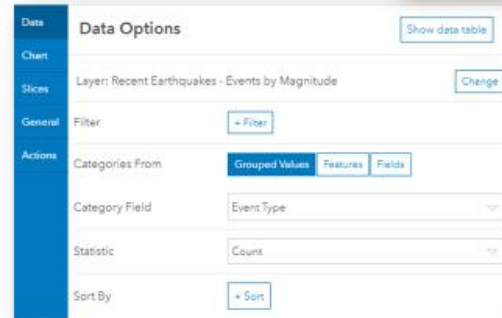 Data
Data Options
Show data table
Chart
Slices
Layer: Recent Earthquakes - Events by Magnitude
Change
General
Filter
+ Filter
Actions
Categories From
Grouped Values
Features
Fields
Category Field
Event Type
Statistic
Count
Sort By
+ Sort